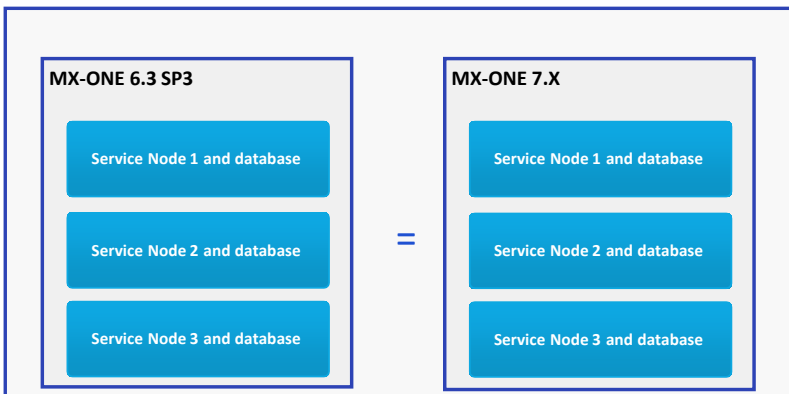 MX-ONE 6.3 SP3
Service Node 1 and database
Service Node 2 and database
Service Node 3 and database
=
MX-ONE 7.X
Service Node 1 and database
Service Node 2 and database
Service Node 3 and database